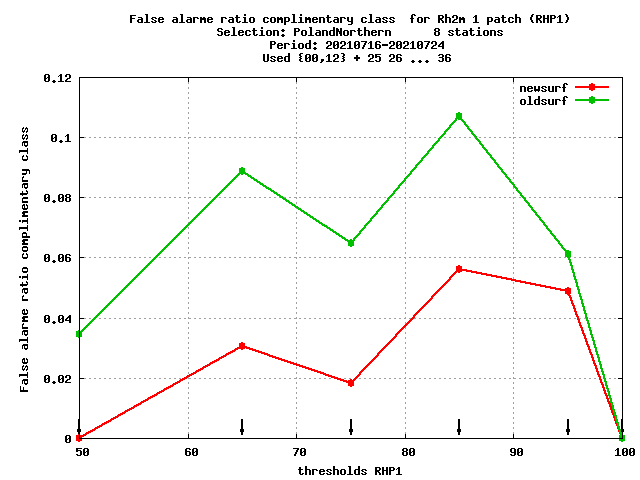 False alarme ratio complimentary class  for Rh2m 1 patch (RHP1)
Selection: PolandNorthern      8 stations
Period: 20210716-20210724
Used {00,12} + 25 26 ... 36
newsurf
oldsurf
False alarme ratio complimentary class
0.12
0.1
0.08
0.06
0.04
0.02
0
50 60 70 80 90 100
thresholds RHP1